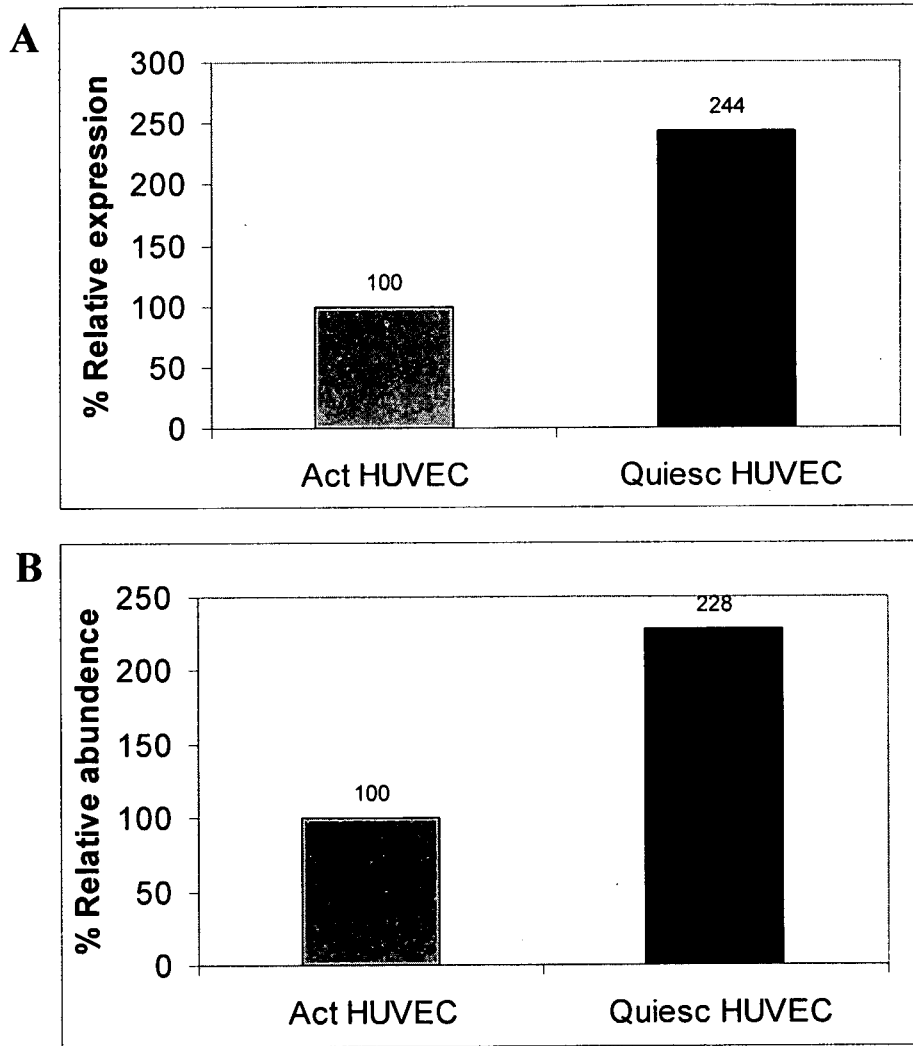 A
% Relative expression
300
250
200
150
100
50
0
100
244
Act HUVEC
Quiesc HUVEC
B
% Relative abundence
250
200
150
100
50
0
100
228
Act HUVEC
Quiesc HUVEC